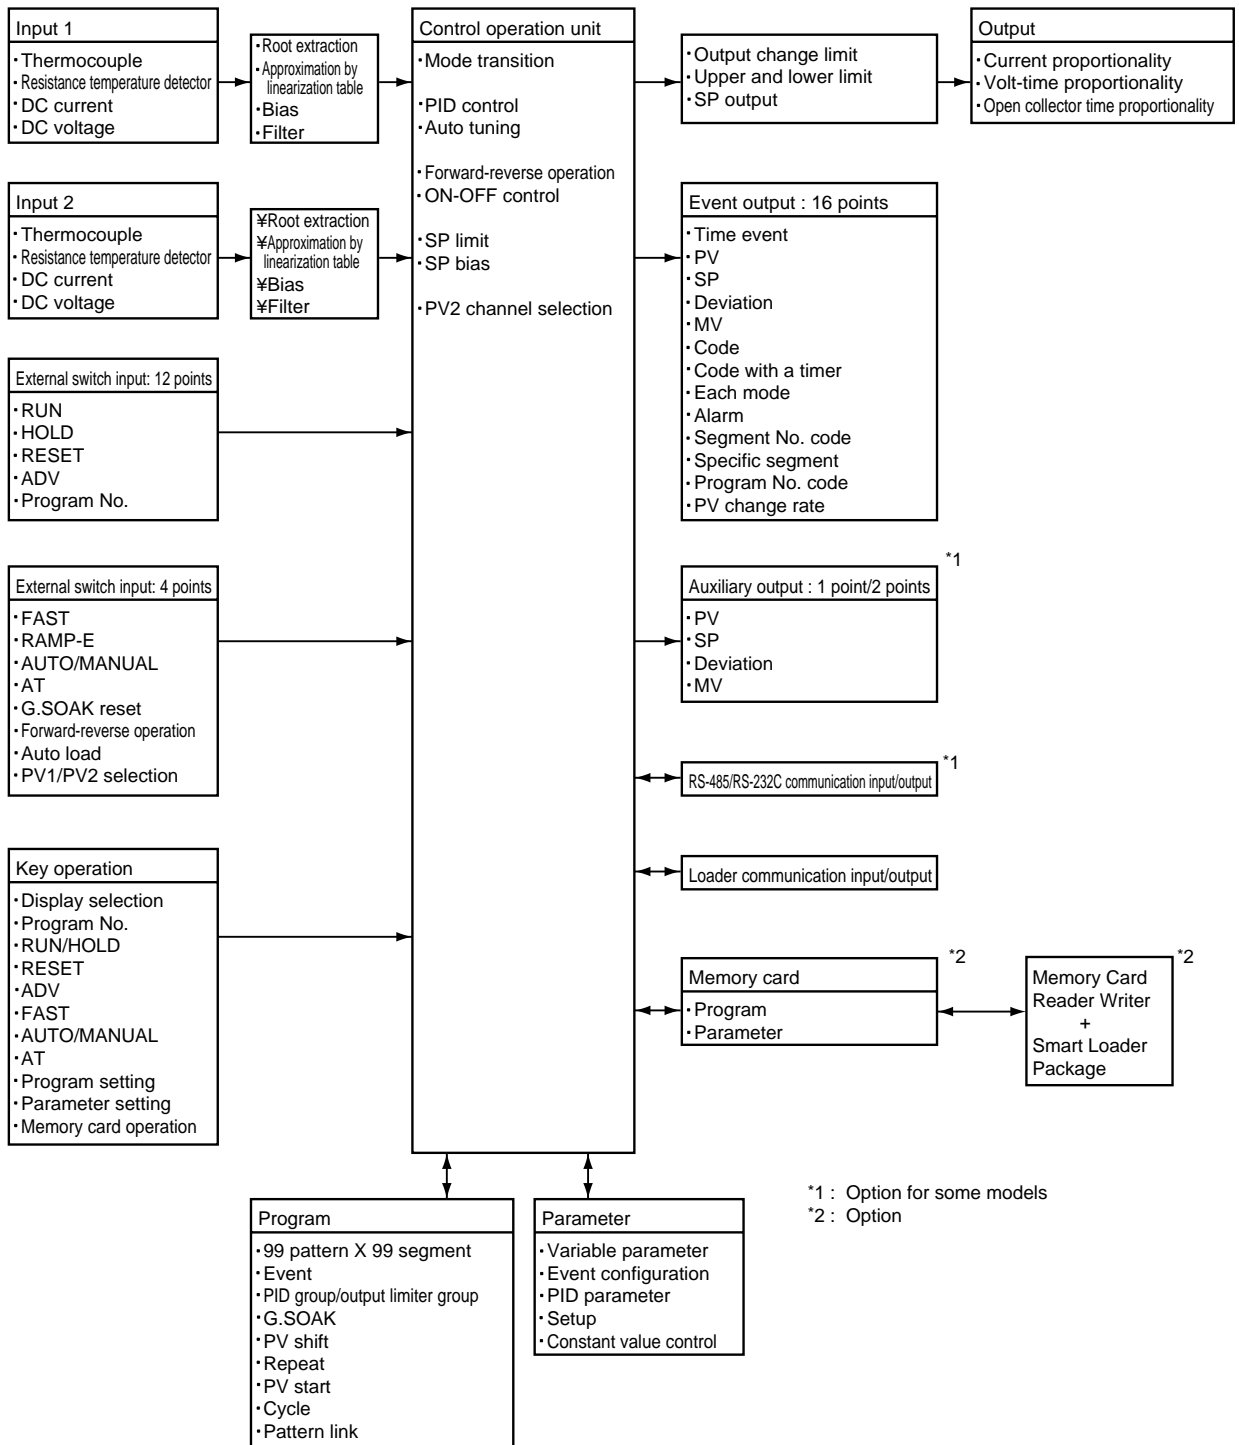 Input 1
·Thermocouple
·Resistance temperature detector
·DC current
·DC voltage
·Root extraction
·Approximation by
linearization table
·Bias
·Filter
Control operation unit
·Mode transition
·PID control
·Auto tuning
·Forward-reverse operation
·ON-OFF control
·SP limit
·SP bias
·PV2 channel selection
·Output change limit
·Upper and lower limit
·SP output
Output
·Current proportionality
·Volt-time proportionality
·Open collector time proportionality
Input 2
·Thermocouple
·Resistance temperature detector
·DC current
·DC voltage
¥Root extraction
¥Approximation by
linearization table
¥Bias
¥Filter
Event output : 16 points
·Time event
·PV
·SP
·Deviation
·MV
·Code
·Code with a timer
·Each mode
·Alarm
·Segment No. code
·Specific segment
·Program No. code
·PV change rate
External switch input: 12 points
·RUN
·HOLD
·RESET
·ADV
·Program No.
External switch input: 4 points
·FAST
·RAMP-E
·AUTO/MANUAL
·AT
·G.SOAK reset
·Forward-reverse operation
·Auto load
·PV1/PV2 selection
*1
Auxiliary output : 1 point/2 points
·PV
·SP
·Deviation
·MV
*1
RS-485/RS-232C communication input/output
Loader communication input/output
Key operation
·Display selection
·Program No.
·RUN/HOLD
·RESET
·ADV
·FAST
·AUTO/MANUAL
·AT
·Program setting
·Parameter setting
·Memory card operation
*2
Memory card
·Program
·Parameter
*2
Memory Card
Reader Writer
+
Smart Loader
Package
Program
·99 pattern X 99 segment
·Event
·PID group/output limiter group
·G.SOAK
·PV shift
·Repeat
·PV start
·Cycle
·Pattern link
Parameter
·Variable parameter
·Event configuration
·PID parameter
·Setup
·Constant value control
*1 : Option for some models
*2 : Option